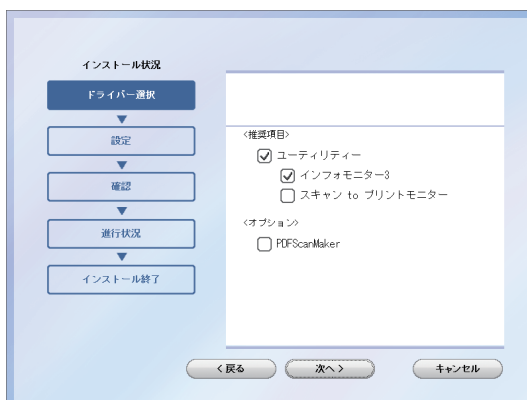 インストール状況
ドライバー選択
設定
確認
進行状況
インストール終了
<推奨項目>
ユーティリティー
インフォモニター3
スキャン to プリントモニター
<オプション>
PDFScanMaker
< 戻る
次へ >
キャンセル